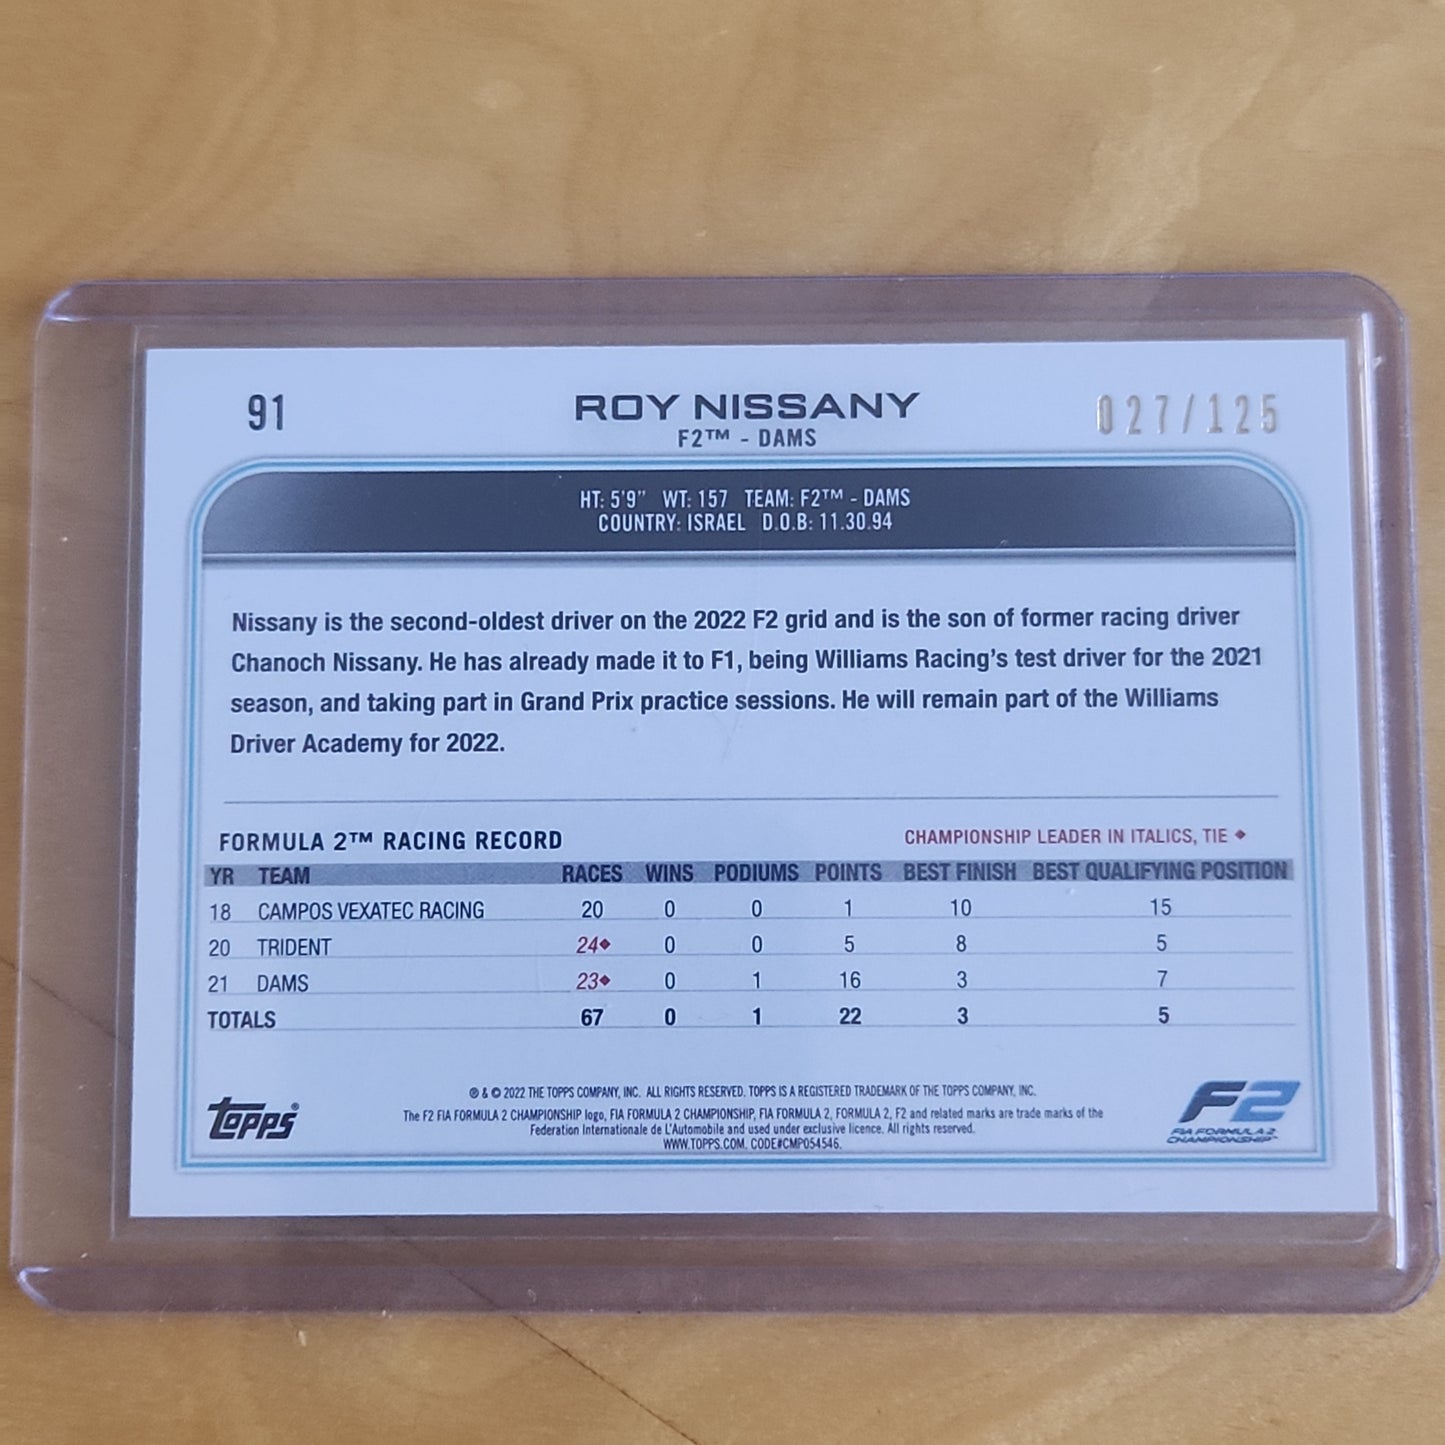 91 ROY NISSANY 027/125
F2™ - DAMS
HT: 5'9" WT: 157 TEAM: F2™ - DAMS
COUNTRY: ISRAEL D.O.B: 11.30.94
Nissany is the second-oldest driver on the 2022 F2 grid and is the son of former racing driver
Chanoch Nissany. He has already made it to F1, being Williams Racing's test driver for the 2021
season, and taking part in Grand Prix practice sessions. He will remain part of the Williams
Driver Academy for 2022.
FORMULA 2™ RACING RECORD CHAMPIONSHIP LEADER IN ITALICS, TIE ◆
YR TEAM RACES WINS PODIUMS POINTS BEST FINISH BEST QUALIFYING POSITION
18 CAMPOS VEXATEC RACING 20 0 0 1 10 15
20 TRIDENT 24◆ 0 0 5 8 5
21 DAMS 23◆ 0 1 16 3 7
TOTALS 67 0 1 22 3 5
® & © 2022 THE TOPPS COMPANY, INC. ALL RIGHTS RESERVED. TOPPS IS A REGISTERED TRADEMARK OF THE TOPPS COMPANY, INC.
The F2 FIA FORMULA 2 CHAMPIONSHIP logo, FIA FORMULA 2 CHAMPIONSHIP, FIA FORMULA 2, FORMULA 2, F2 and related marks are trade marks of the
Federation Internationale de L'Automobile and used under exclusive licence. All rights reserved.
WWW.TOPPS.COM. CODE#CMP054546.
Topps®
F2
FIA FORMULA 2
CHAMPIONSHIP™